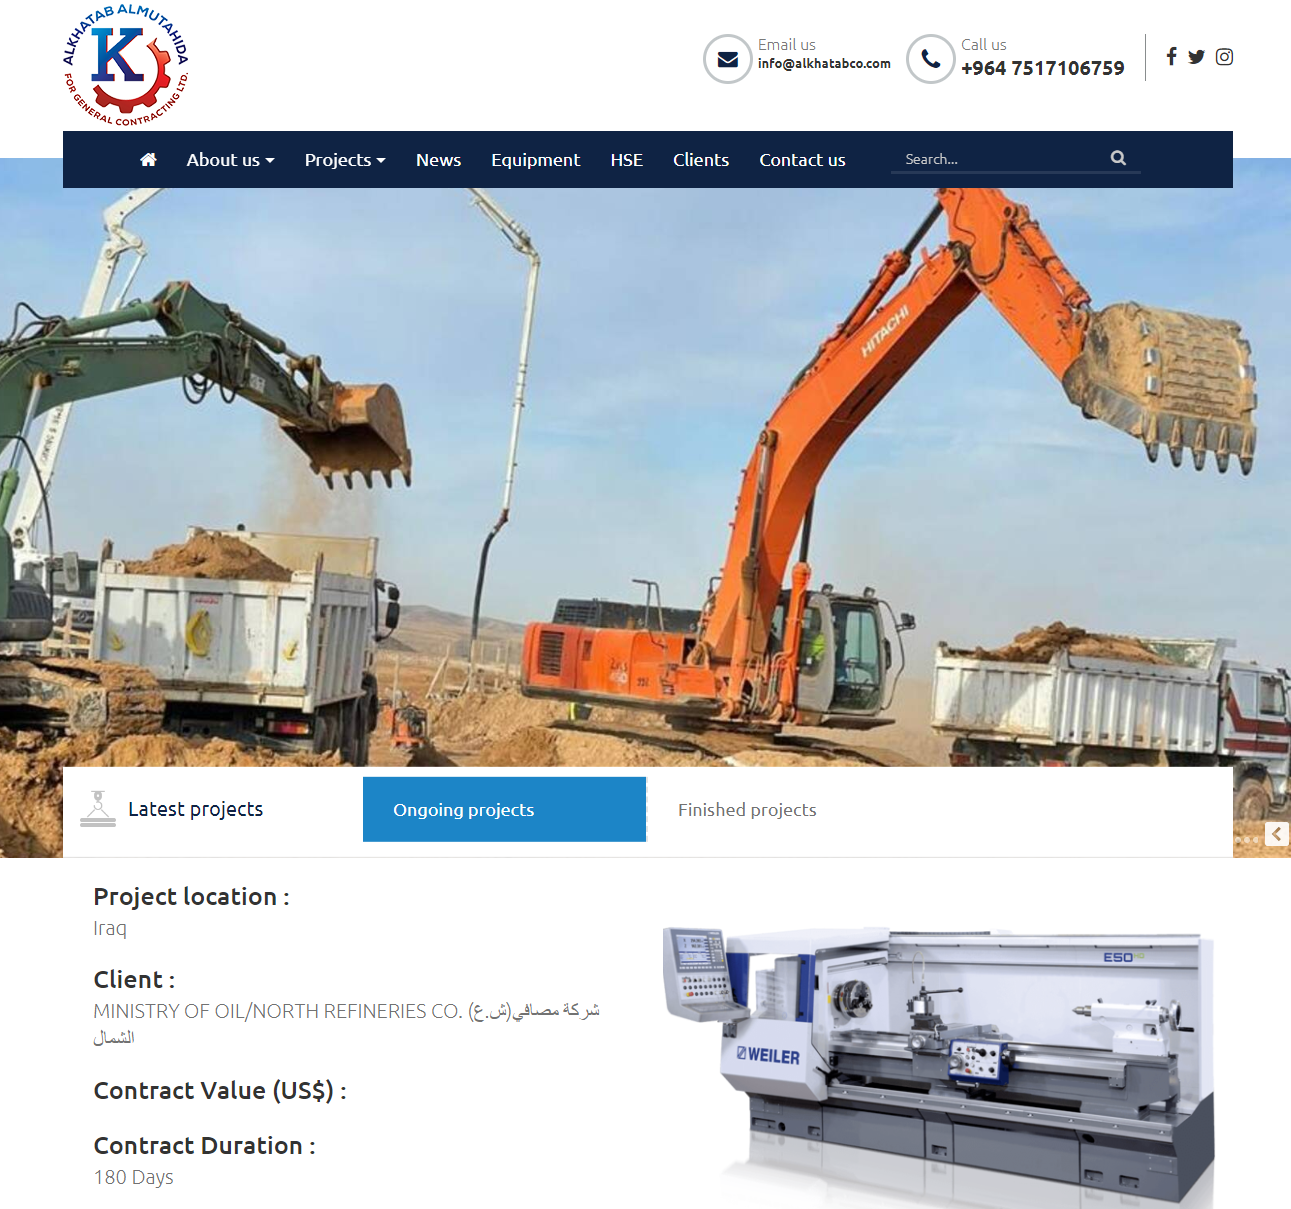 ALKHATAB ALMUTAHIDA
K
FOR GENERAL CONTRACTING LTD.
Email us
info@alkhatabco.com
Call us
+964 7517106759
About us
Projects
News
Equipment
HSE
Clients
Contact us
Search...
HITACHI
Latest projects
Ongoing projects
Finished projects
Project location :
Iraq
Client :
MINISTRY OF OIL/NORTH REFINERIES CO. (ش.ع)شركة مصافي
الشمال
Contract Value (US$) :
Contract Duration :
180 Days
E50
WEILER